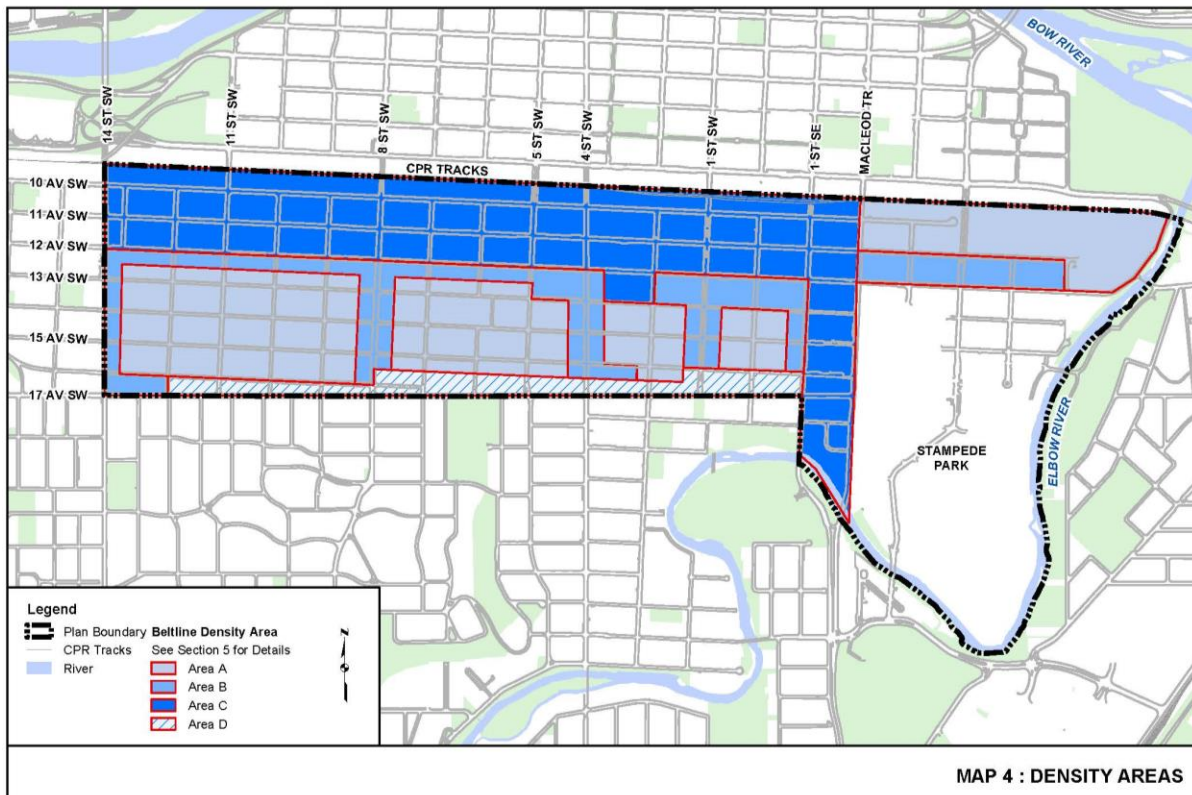 BOW RIVER
14 ST SW
11 ST SW
8 ST SW
5 ST SW
4 ST SW
1 ST SW
1 ST SE
MACLEOD TR
CPR TRACKS
10 AV SW
11 AV SW
12 AV SW
13 AV SW
15 AV SW
17 AV SW
STAMPEDE
PARK
ELBOW RIVER
Legend
Plan Boundary
CPR Tracks
River
Beltline Density Area
See Section 5 for Details
Area A
Area B
Area C
Area D
N
MAP 4 : DENSITY AREAS